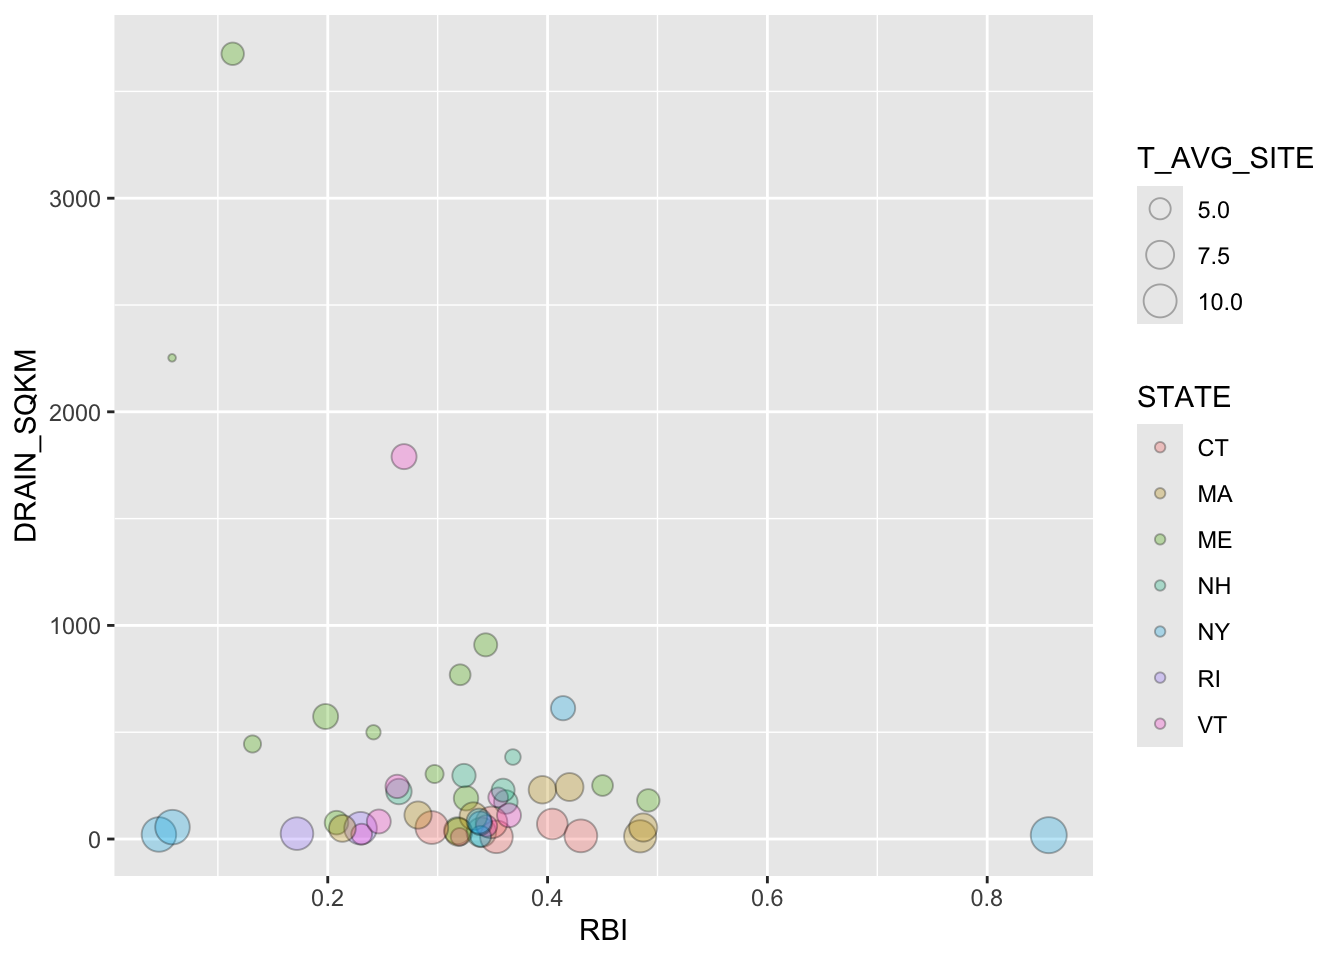 DRAIN_SQKM
3000
2000
1000
0
0.2
0.4
0.6
0.8
RBI
T_AVG_SITE
5.0
7.5
10.0
STATE
CT
MA
ME
NH
NY
RI
VT